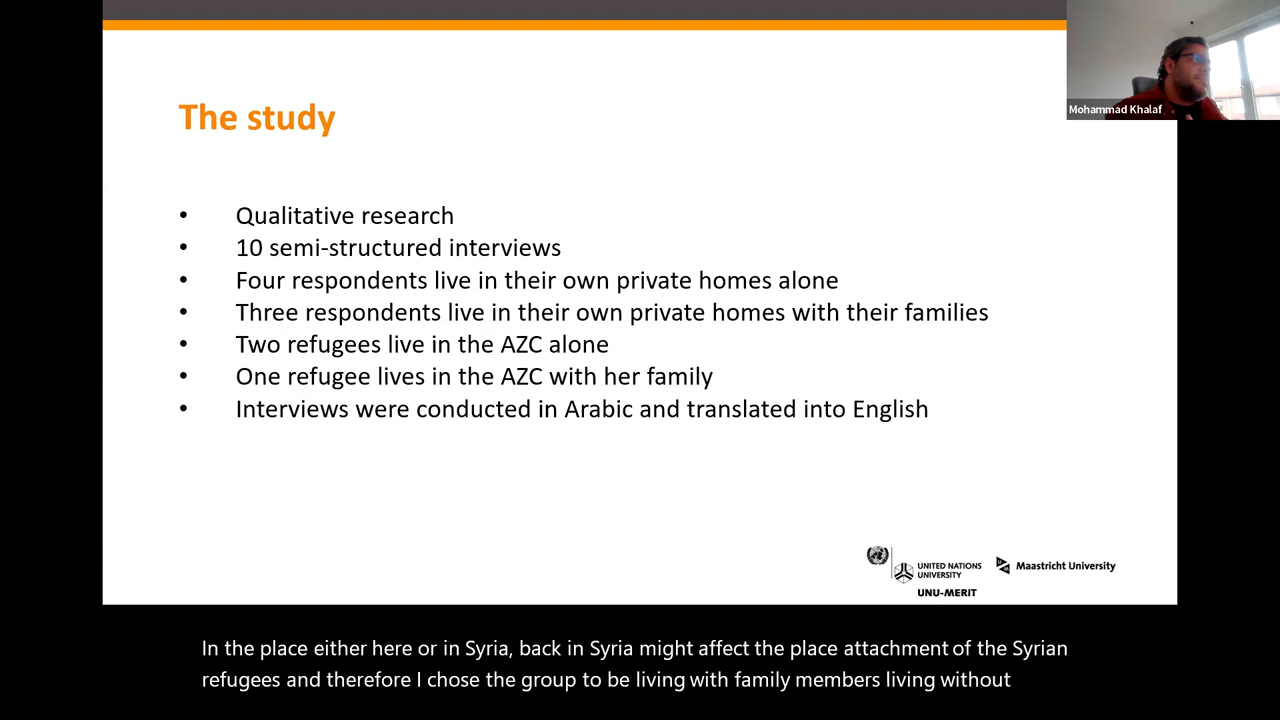 The study
Mohammad Khalaf
• Qualitative research
• 10 semi-structured interviews
• Four respondents live in their own private homes alone
• Three respondents live in their own private homes with their families
• Two refugees live in the AZC alone
• One refugee lives in the AZC with her family
• Interviews were conducted in Arabic and translated into English
UNITED NATIONS
UNIVERSITY
UNU-MERIT
Maastricht University
In the place either here or in Syria, back in Syria might affect the place attachment of the Syrian
refugees and therefore I chose the group to be living with family members living without